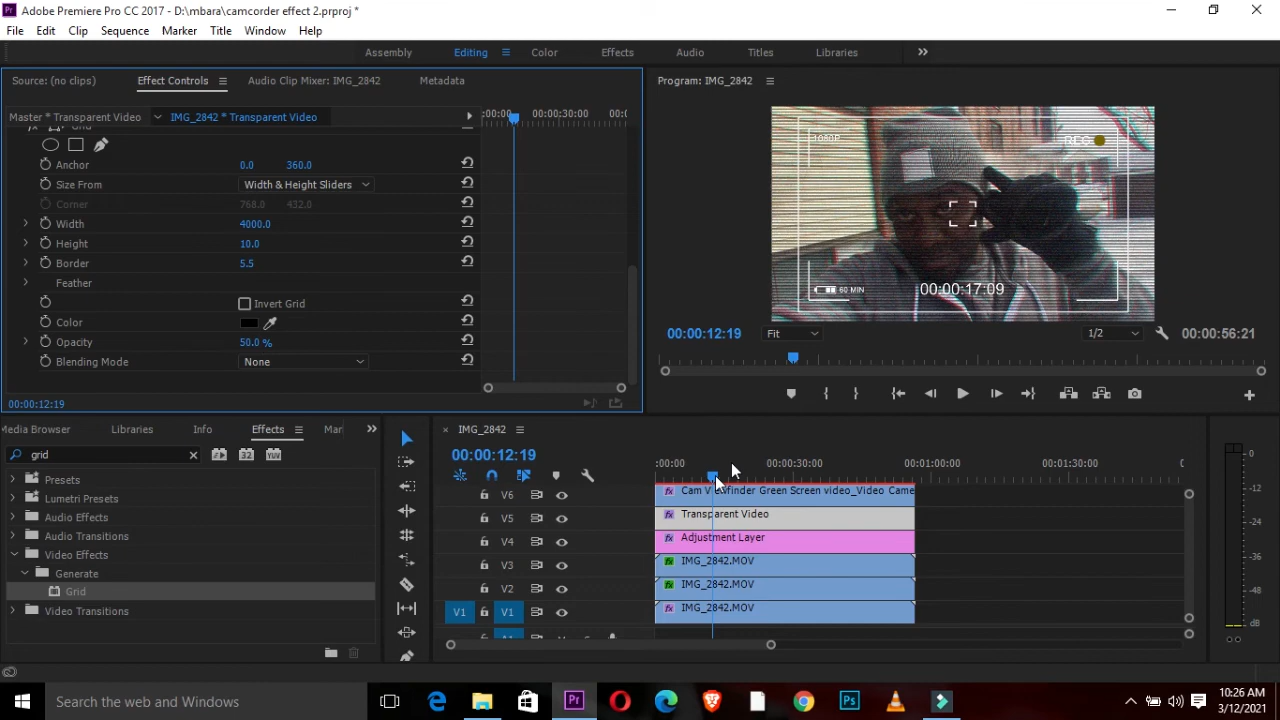 Adobe Premiere Pro CC 2017 - D:\mbara\camcorder effect 2.prproj *
File Edit Clip Sequence Marker Title Window Help
Assembly Editing Color Effects Audio Titles Libraries
Source: (no clips) Effect Controls Audio Clip Mixer: IMG_2842 Metadata
Program: IMG_2842
Master * Transparent Video IMG_2842 * Transparent Video
:00:00 00:00:30:00 00:0
Grid
Anchor 0.0 360.0
Size From Width & Height Sliders
Corner 768.0 432.0
Width 4000.0
Height 10.0
Border 5.5
Feather
Invert Grid
Color
Opacity 50.0 %
Blending Mode None
00:00:12:19
1080P
REC
60 MIN
00:00:17:09
00:00:12:19 Fit 1/2 00:00:56:21
Media Browser Libraries Info Effects Mar
grid
Presets
Lumetri Presets
Audio Effects
Audio Transitions
Video Effects
Generate
Grid
Video Transitions
IMG_2842
00:00:12:19
:00:00 00:00:30:00 00:01:00:00 00:01:30:00
V6 Cam Viewfinder Green Screen video_Video Came
V5 Transparent Video
V4 Adjustment Layer
V3 IMG_2842.MOV
V2 IMG_2842.MOV
V1 V1 IMG_2842.MOV
0
-12
-24
-36
-48
dB
Search the web and Windows
Pr
Ps
10:26 AM
3/12/2021